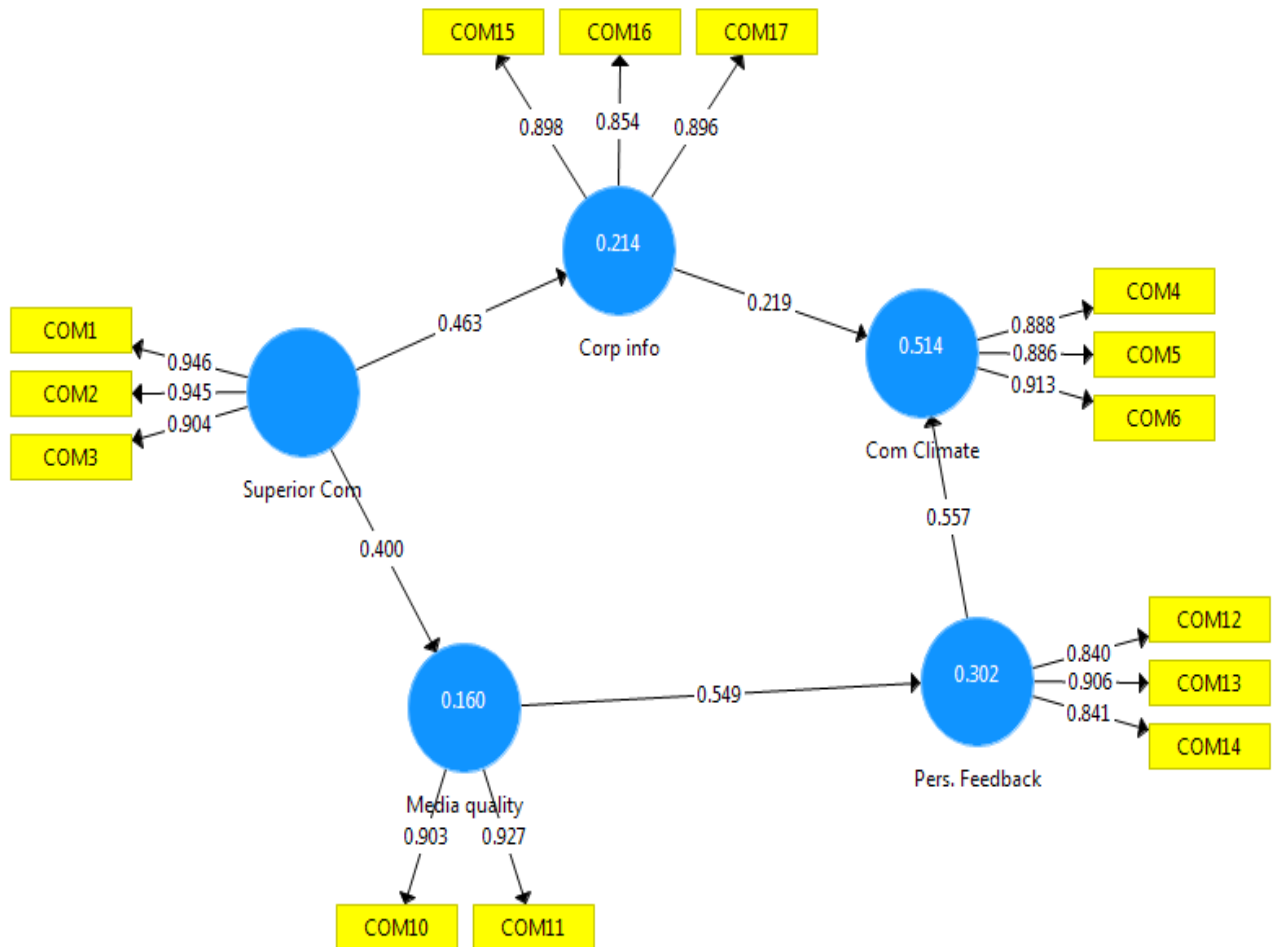 COM15 COM16 COM17
0.898 0.854 0.896
0.214
Corp info
0.463
0.219
COM1
COM2
COM3
0.946
0.945
0.904
Superior Com
0.514
Com Climate
0.888
0.886
0.913
COM4
COM5
COM6
0.400
0.557
0.160
Media quality
0.903 0.927
COM10 COM11
0.549
0.302
Pers. Feedback
0.840
0.906
0.841
COM12
COM13
COM14